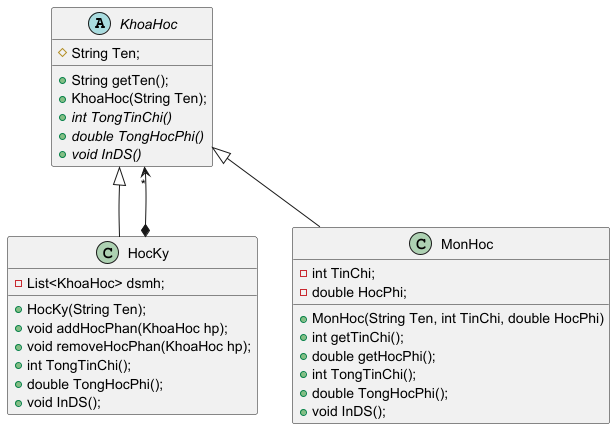 A KhoaHoc
String Ten;
String getTen();
KhoaHoc(String Ten);
int TongTinChi()
double TongHocPhi()
void InDS()
*
C HocKy
List<KhoaHoc> dsmh;
HocKy(String Ten);
void addHocPhan(KhoaHoc hp);
void removeHocPhan(KhoaHoc hp);
int TongTinChi();
double TongHocPhi();
void InDS();
C MonHoc
int TinChi;
double HocPhi;
MonHoc(String Ten, int TinChi, double HocPhi)
int getTinChi();
double getHocPhi();
int TongTinChi();
double TongHocPhi();
void InDS();